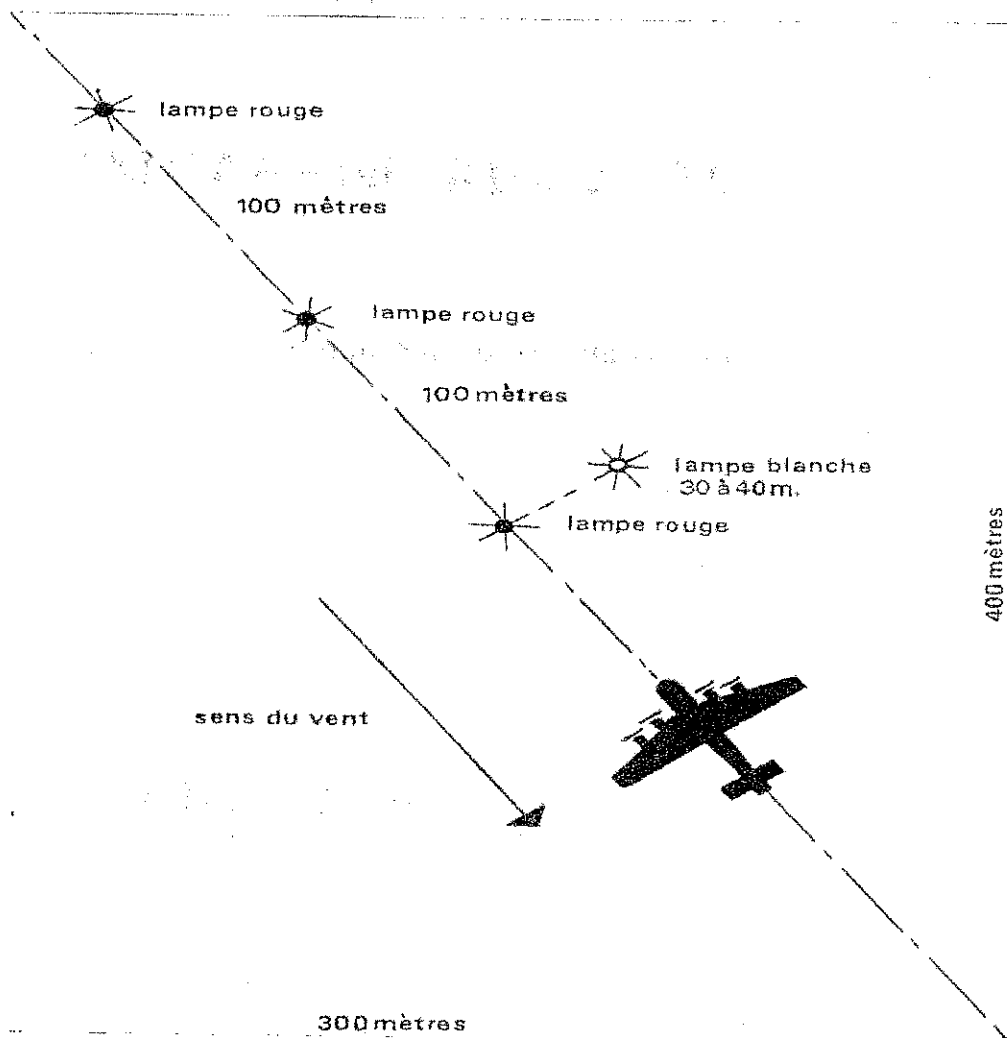 lampe rouge
100 mètres
lampe rouge
100 mètres
lampe blanche
30 à 40 m.
lampe rouge
400 mètres
sens du vent
300 mètres